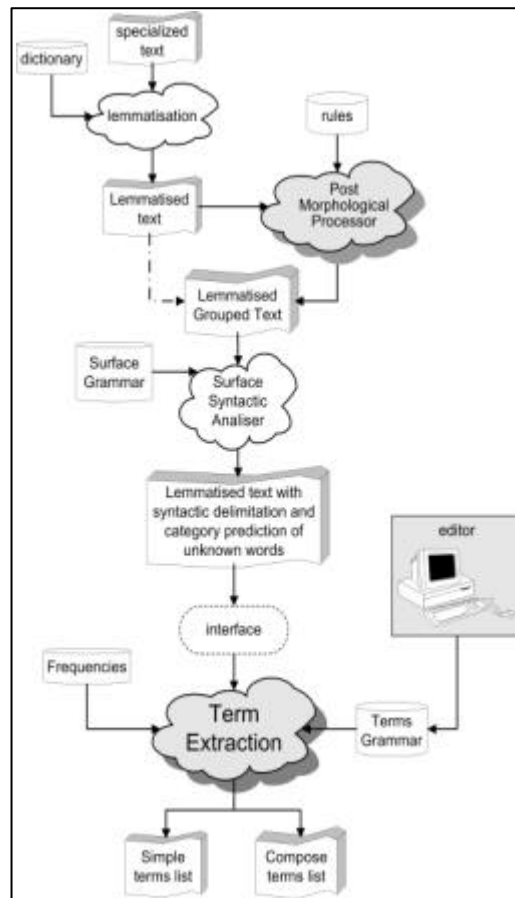 specialized
text
dictionary
lemmatisation
rules
Lemmatised
text
Post
Morphological
Processor
Lemmatised
Grouped Text
Surface
Grammar
Surface
Syntactic
Analiser
Lemmatised text with
syntactic delimitation and
category prediction of
unknown words
editor
interface
Frequencies
Term
Extraction
Terms
Grammar
Simple
terms list
Compose
terms list